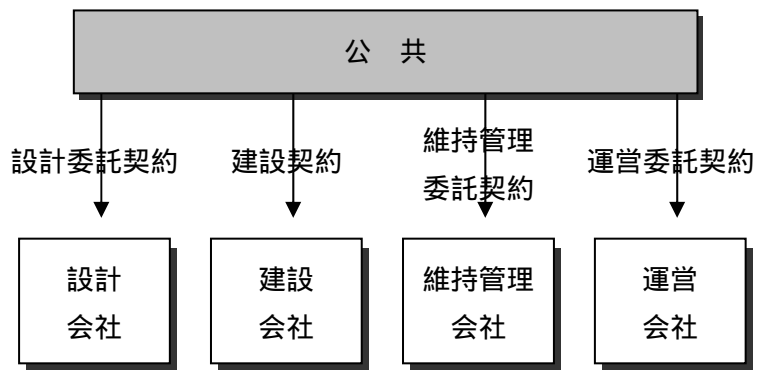 公　共
設計委託契約
建設契約
維持管理
委託契約
運営委託契約
設計
会社
建設
会社
維持管理
会社
運営
会社